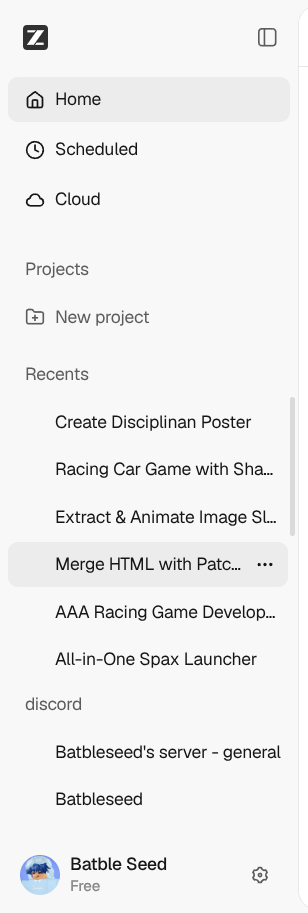 Z
Home
Scheduled
Cloud
Projects
New project
Recents
Create Disciplinan Poster
Racing Car Game with Sha...
Extract & Animate Image Sl...
Merge HTML with Patc...
AAA Racing Game Develop...
All-in-One Spax Launcher
discord
Batbleseed's server - general
Batbleseed
Batble Seed
Free